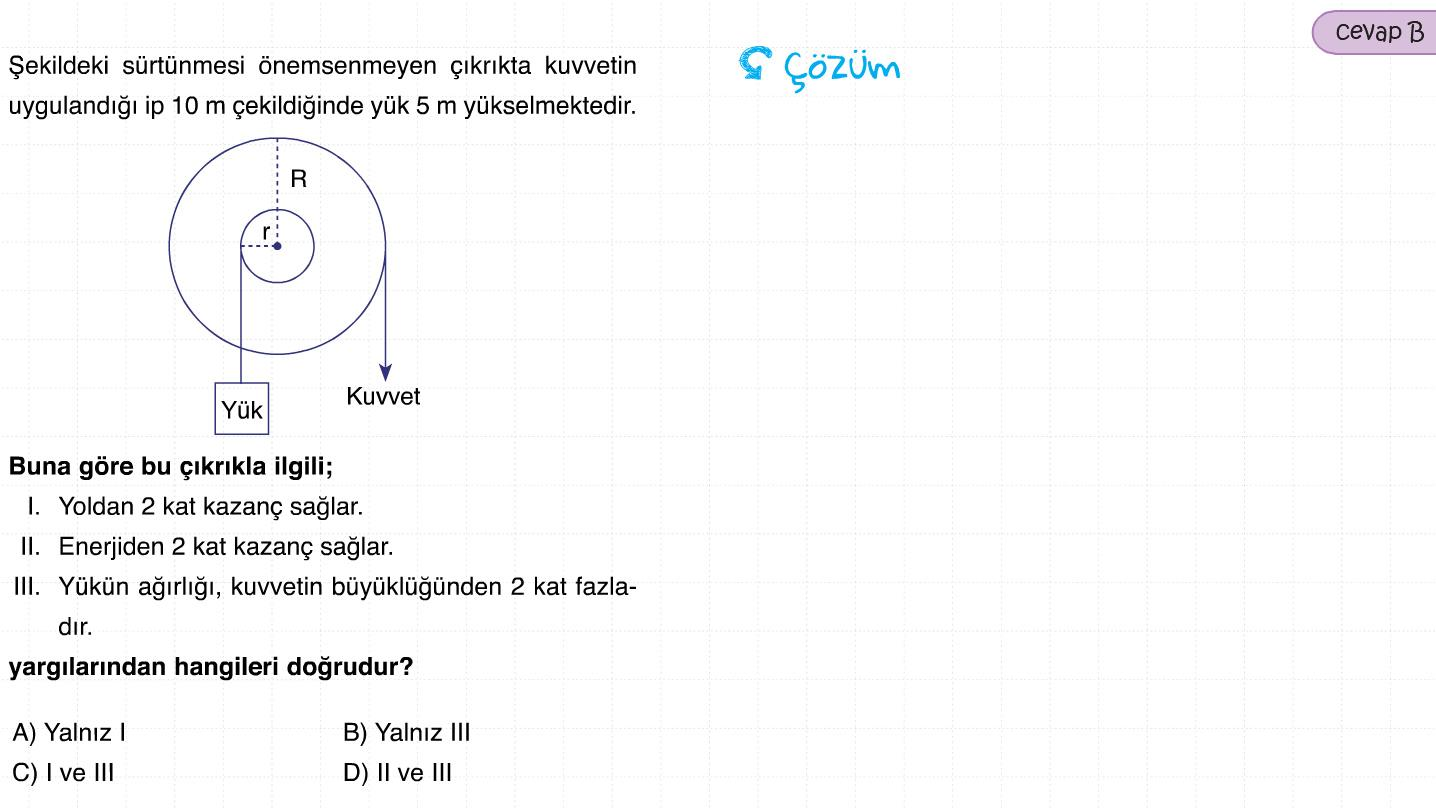 cevap B
Şekildeki sürtünmesi önemsenmeyen çıkrıkta kuvvetin
uygulandığı ip 10 m çekildiğinde yük 5 m yükselmektedir.
R
r
Yük
Kuvvet
Buna göre bu çıkrıkla ilgili;
I. Yoldan 2 kat kazanç sağlar.
II. Enerjiden 2 kat kazanç sağlar.
III. Yükün ağırlığı, kuvvetin büyüklüğünden 2 kat fazla-
dır.
yargılarından hangileri doğrudur?
A) Yalnız I
B) Yalnız III
C) I ve III
D) II ve III
Çözüm